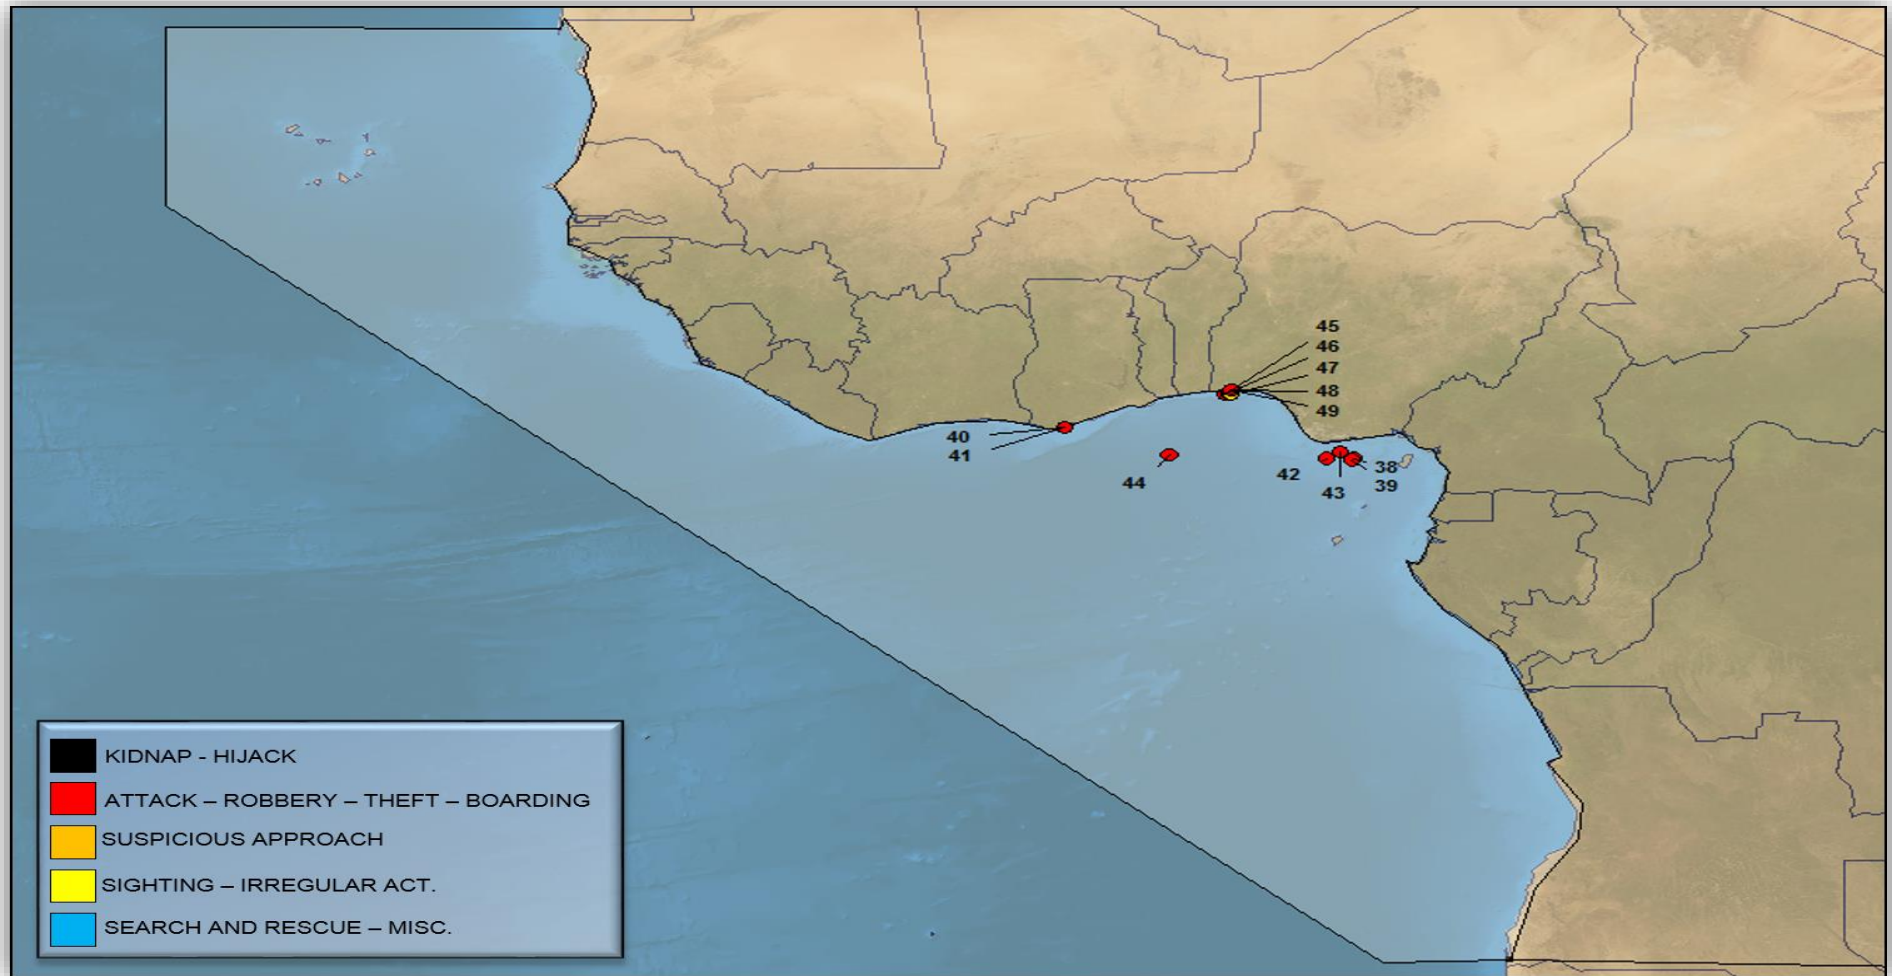 45
46
47
48
49
40
41
44
42
43
38
39
KIDNAP - HIJACK
ATTACK – ROBBERY – THEFT – BOARDING
SUSPICIOUS APPROACH
SIGHTING – IRREGULAR ACT.
SEARCH AND RESCUE – MISC.